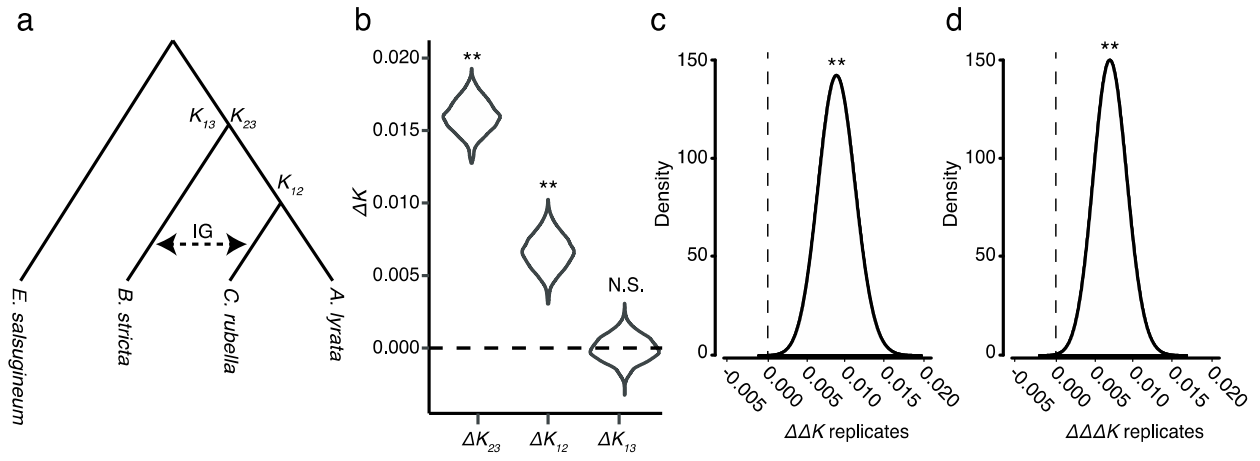 a
K13 K23
K12
IG
E. salsugineum
B. stricta
C. rubella
A. lyrata
b
0.020
0.015
0.010
0.005
0.000
ΔK
**
**
N.S.
ΔK23
ΔK12
ΔK13
c
150
100
50
0
Density
**
-0.005
0.000
0.005
0.010
0.015
0.020
ΔΔK replicates
d
150
100
50
0
Density
**
-0.005
0.000
0.005
0.010
0.015
0.020
ΔΔΔK replicates